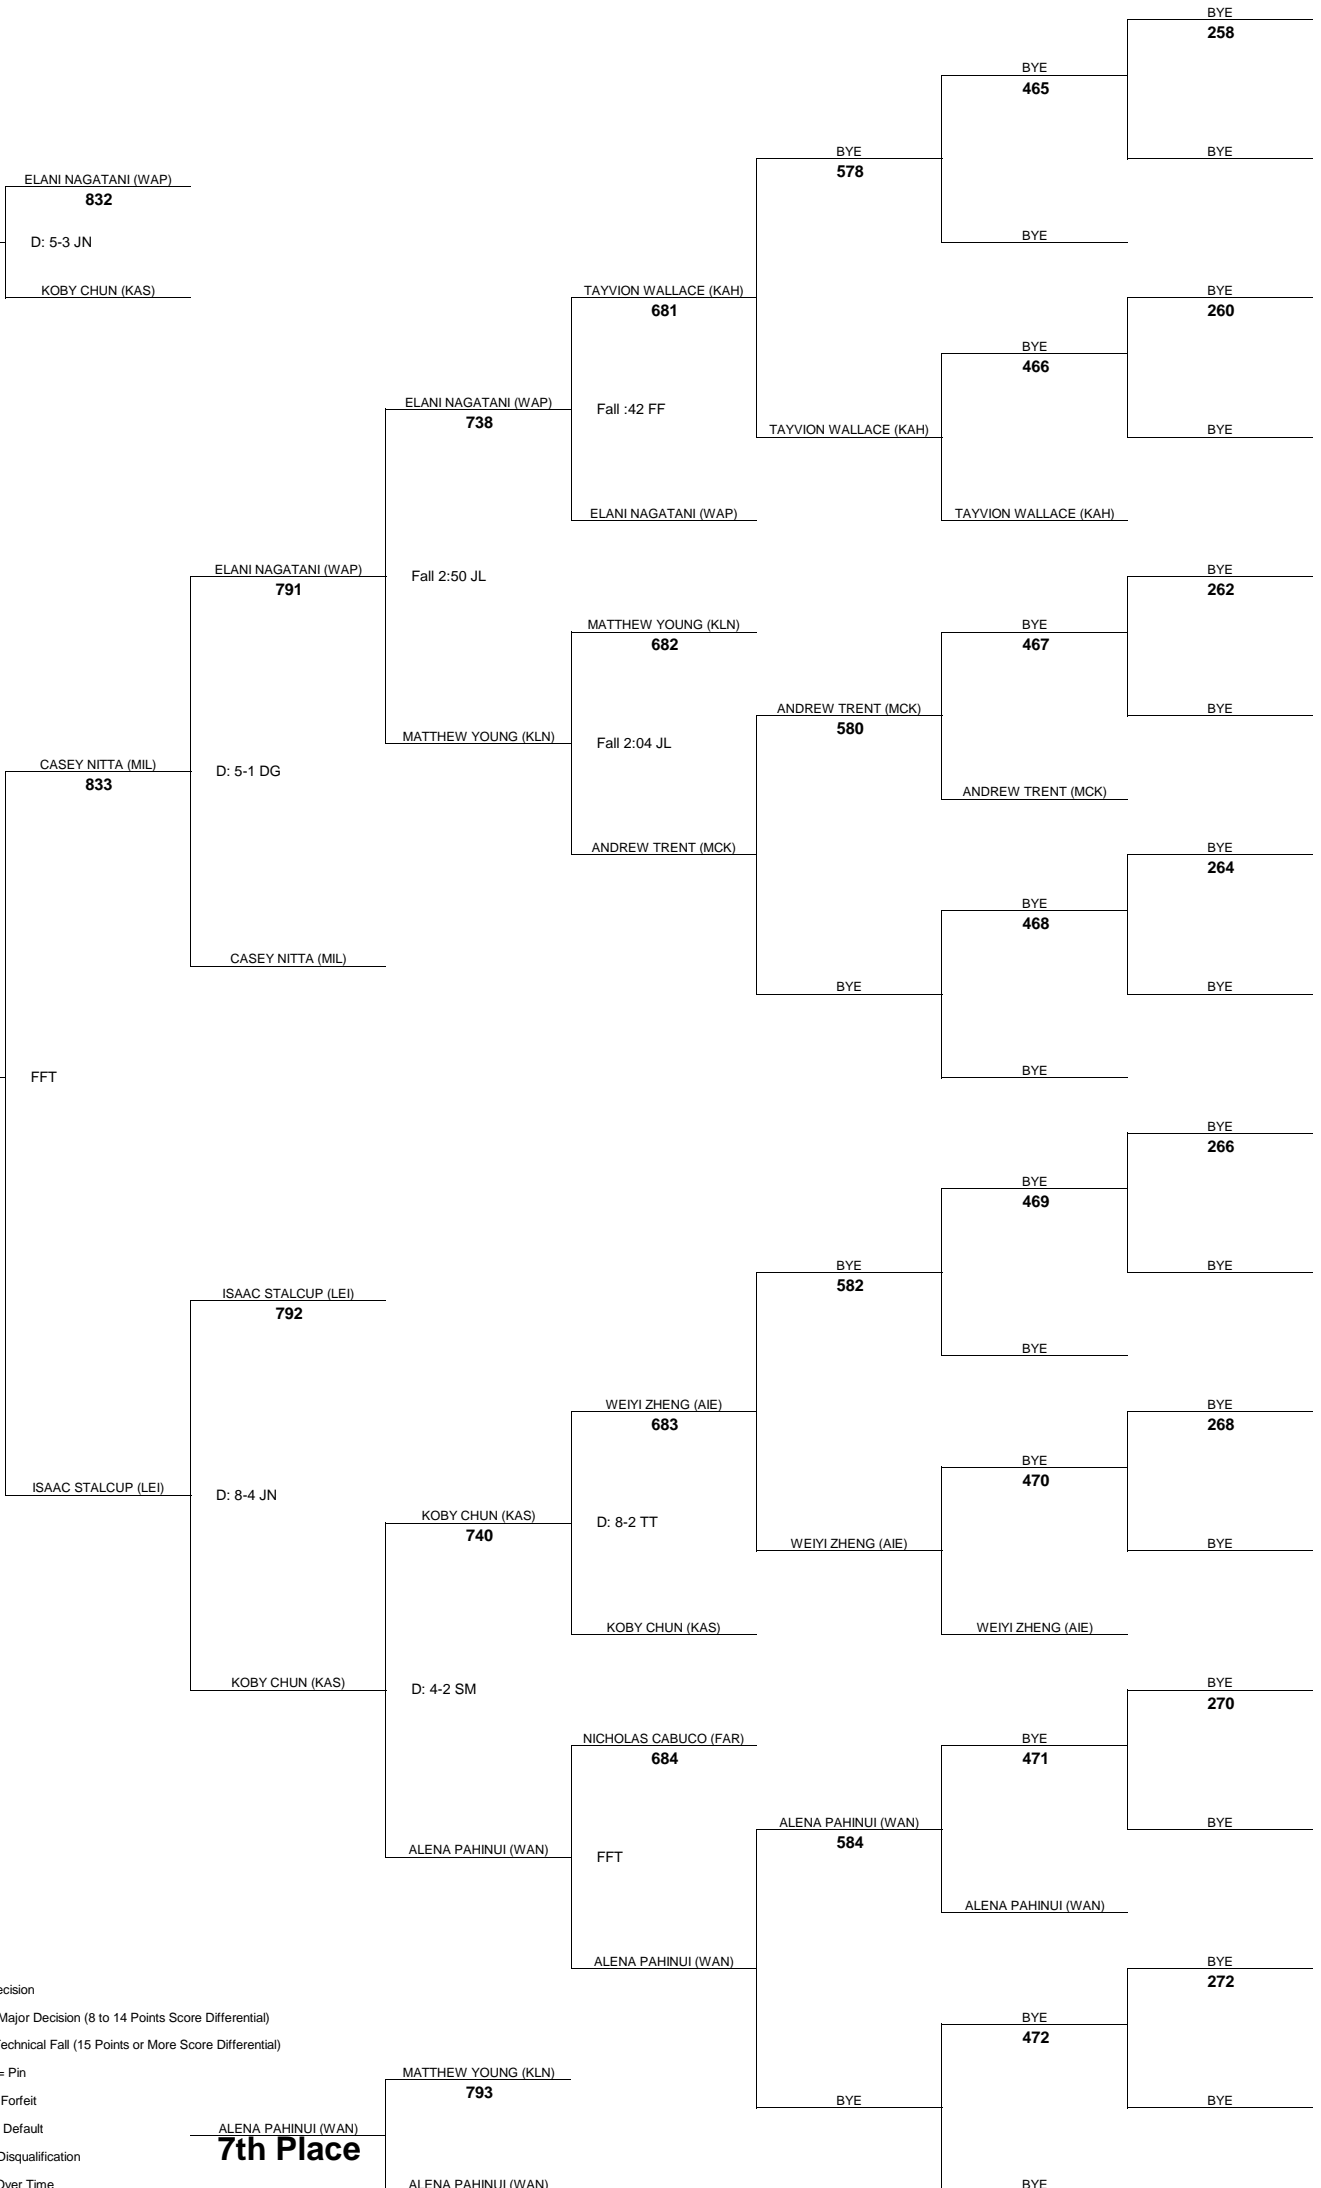 BYE
258
BYE
465
BYE
578
BYE
ELANI NAGATANI (WAP)
832
BYE
D: 5-3 JN
KOBY CHUN (KAS)
TAYVION WALLACE (KAH)
681
BYE
260
BYE
466
ELANI NAGATANI (WAP)
738
Fall :42 FF
TAYVION WALLACE (KAH)
BYE
ELANI NAGATANI (WAP)
TAYVION WALLACE (KAH)
ELANI NAGATANI (WAP)
791
Fall 2:50 JL
BYE
262
MATTHEW YOUNG (KLN)
682
BYE
467
ANDREW TRENT (MCK)
580
BYE
MATTHEW YOUNG (KLN)
Fall 2:04 JL
CASEY NITTA (MIL)
833
D: 5-1 DG
ANDREW TRENT (MCK)
ANDREW TRENT (MCK)
BYE
264
BYE
468
CASEY NITTA (MIL)
BYE
BYE
FFT
BYE
BYE
266
BYE
469
BYE
582
BYE
ISAAC STALCUP (LEI)
792
BYE
WEIYI ZHENG (AIE)
683
BYE
268
BYE
470
ISAAC STALCUP (LEI)
D: 8-4 JN
KOBY CHUN (KAS)
740
D: 8-2 TT
WEIYI ZHENG (AIE)
BYE
KOBY CHUN (KAS)
WEIYI ZHENG (AIE)
KOBY CHUN (KAS)
D: 4-2 SM
BYE
270
NICHOLAS CABUCO (FAR)
684
BYE
471
ALENA PAHINUI (WAN)
584
BYE
ALENA PAHINUI (WAN)
FFT
ALENA PAHINUI (WAN)
ALENA PAHINUI (WAN)
BYE
272
ecision
Major Decision (8 to 14 Points Score Differential)
BYE
472
echnical Fall (15 Points or More Score Differential)
= Pin
MATTHEW YOUNG (KLN)
793
Forfeit
BYE
BYE
Default
ALENA PAHINUI (WAN)
7th Place
Disqualification
Over Time
ALENA PAHINUI (WAN)
BYE